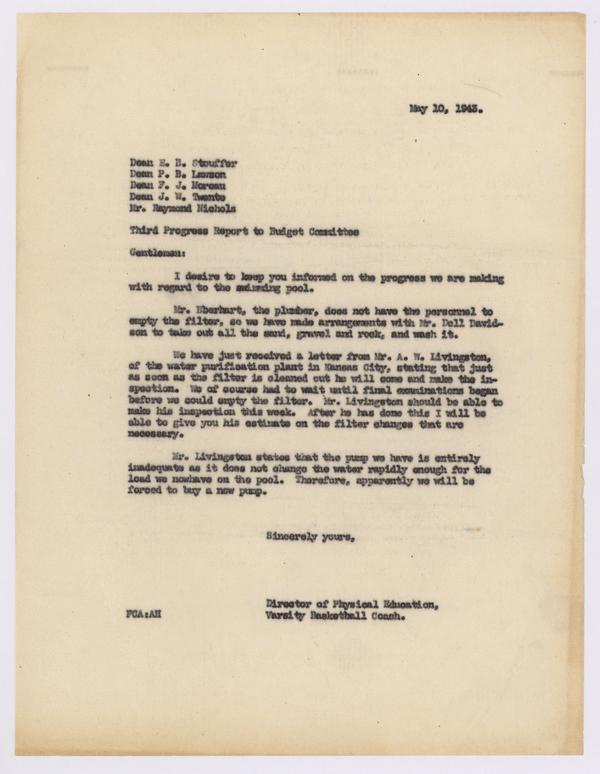 May 10, 1943.
Dean E. B. Stouffer
Dean P. B. Lawson
Dean F. J. Moreau
Dean J. W. Twente
Mr. Raymond Nichols
Third Progress Report to Budget Committee
Gentlemen:
I desire to keep you informed on the progress we are making
with regard to the swimming pool.
Mr. Eberhart, the plumber, does not have the personnel to
empty the filter, so we have made arrangements with Mr. Dell David-
son to take out all the sand, gravel and rock, and wash it.
We have just received a letter from Mr. A. W. Livingston,
of the water purification plant in Kansas City, stating that just
as soon as the filter is cleaned out he will come and make the in-
spection. We of course had to wait until final examinations began
before we could empty the filter. Mr. Livingston should be able to
make his inspection this week. After he has done this I will be
able to give you his estimate on the filter changes that are
necessary.
Mr. Livingston states that the pump we have is entirely
inadequate as it does not change the water rapidly enough for the
load we nowhave on the pool. Therefore, apparently we will be
forced to buy a new pump.
Sincerely yours,
Director of Physical Education,
FCA:AH Varsity Basketball Coach.